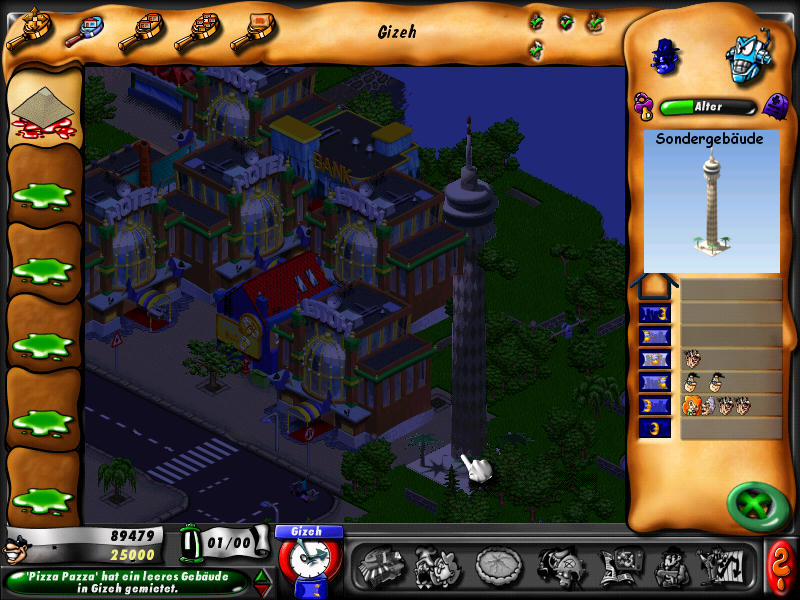 Gizeh
Alter
Sondergebäude
BANK
HOTEL
HOTEL
89479
25000
01/00
Gizeh
'Pizza Pazza' hat ein leeres Gebäude
in Gizeh gemietet.